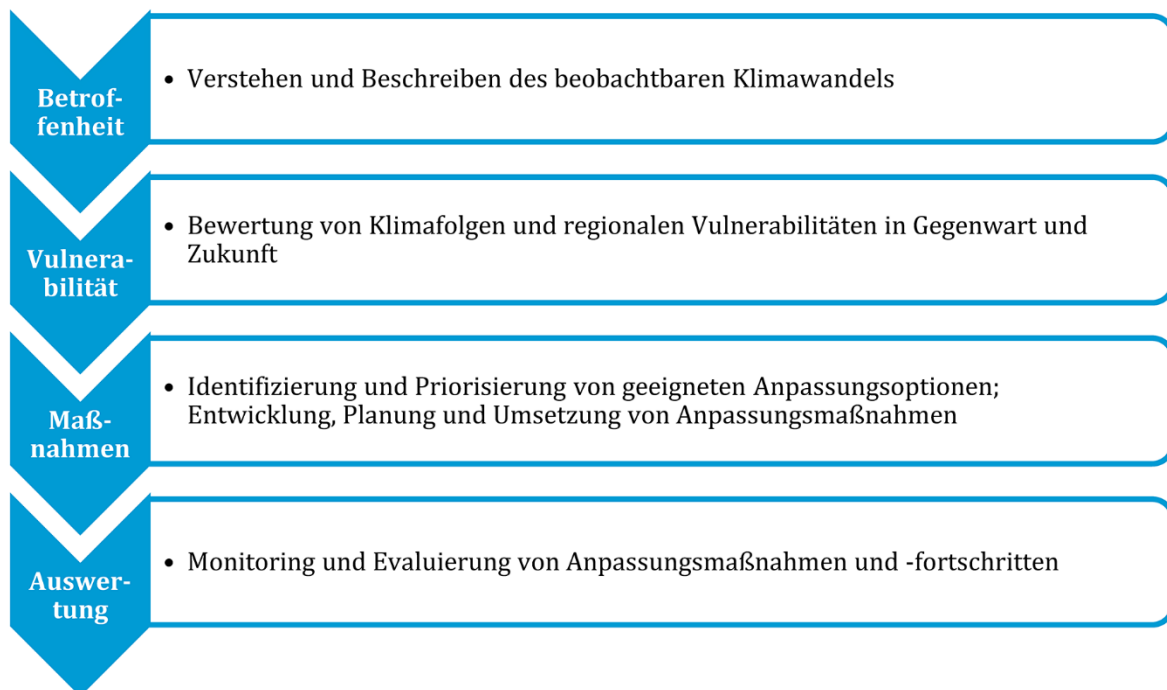 Betrof-
fenheit
• Verstehen und Beschreiben des beobachtbaren Klimawandels
Vulnera-
bilität
• Bewertung von Klimafolgen und regionalen Vulnerabilitäten in Gegenwart und
Zukunft
Maß-
nahmen
• Identifizierung und Priorisierung von geeigneten Anpassungsoptionen;
Entwicklung, Planung und Umsetzung von Anpassungsmaßnahmen
Auswer-
tung
• Monitoring und Evaluierung von Anpassungsmaßnahmen und -fortschritten